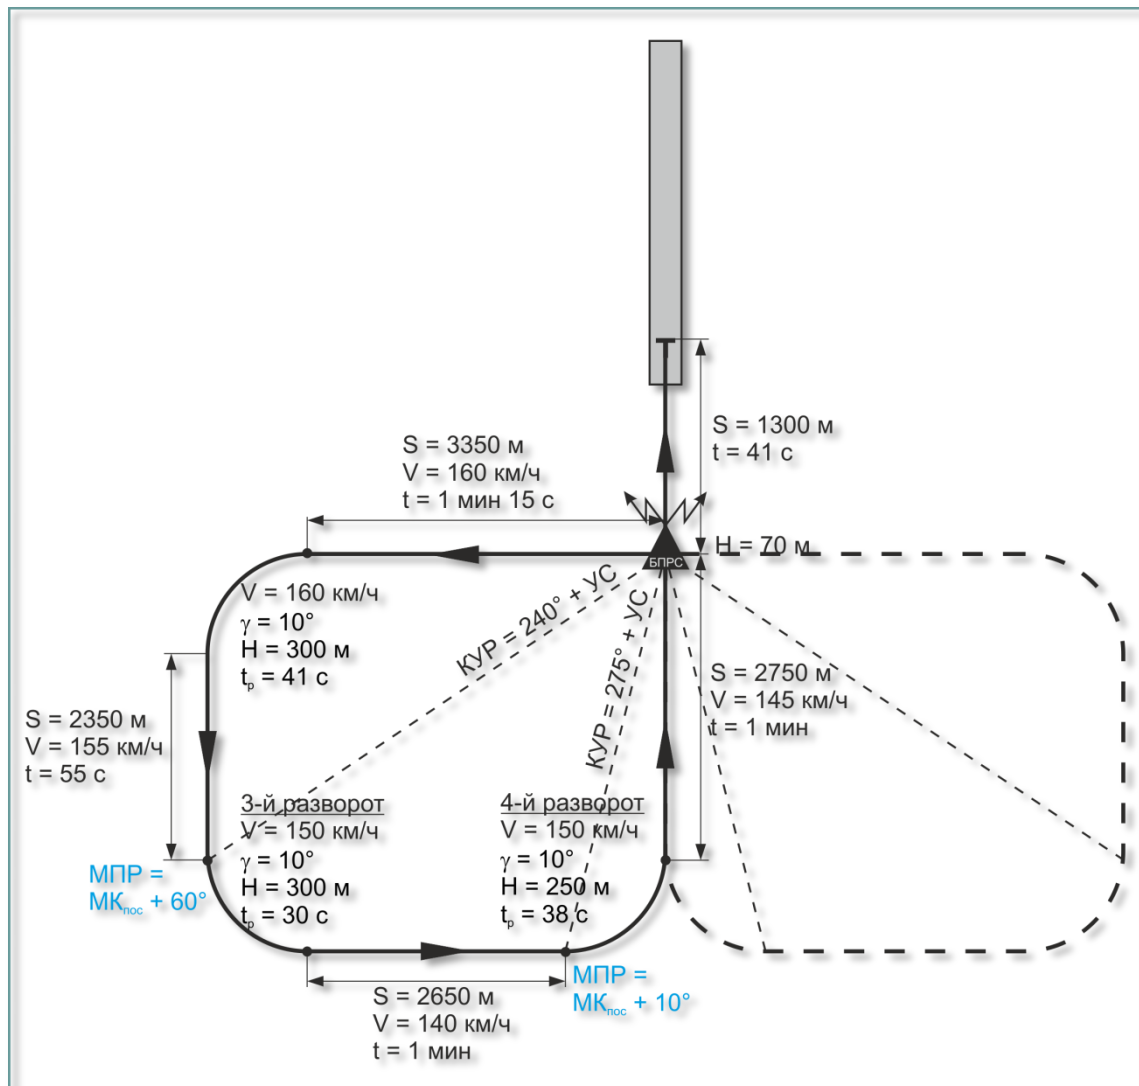 S = 1300 м
t = 41 с
S = 3350 м
V = 160 км/ч
t = 1 мин 15 с
H = 70 м
БПРС
V = 160 км/ч
γ = 10°
H = 300 м
tр = 41 с
КУР = 240° + УС
КУР = 275° + УС
S = 2750 м
V = 145 км/ч
t = 1 мин
S = 2350 м
V = 155 км/ч
t = 55 с
3-й разворот
V = 150 км/ч
γ = 10°
H = 300 м
tр = 30 с
4-й разворот
V = 150 км/ч
γ = 10°
H = 250 м
tр = 38 с
МПР =
МКпос + 60°
МПР =
МКпос + 10°
S = 2650 м
V = 140 км/ч
t = 1 мин